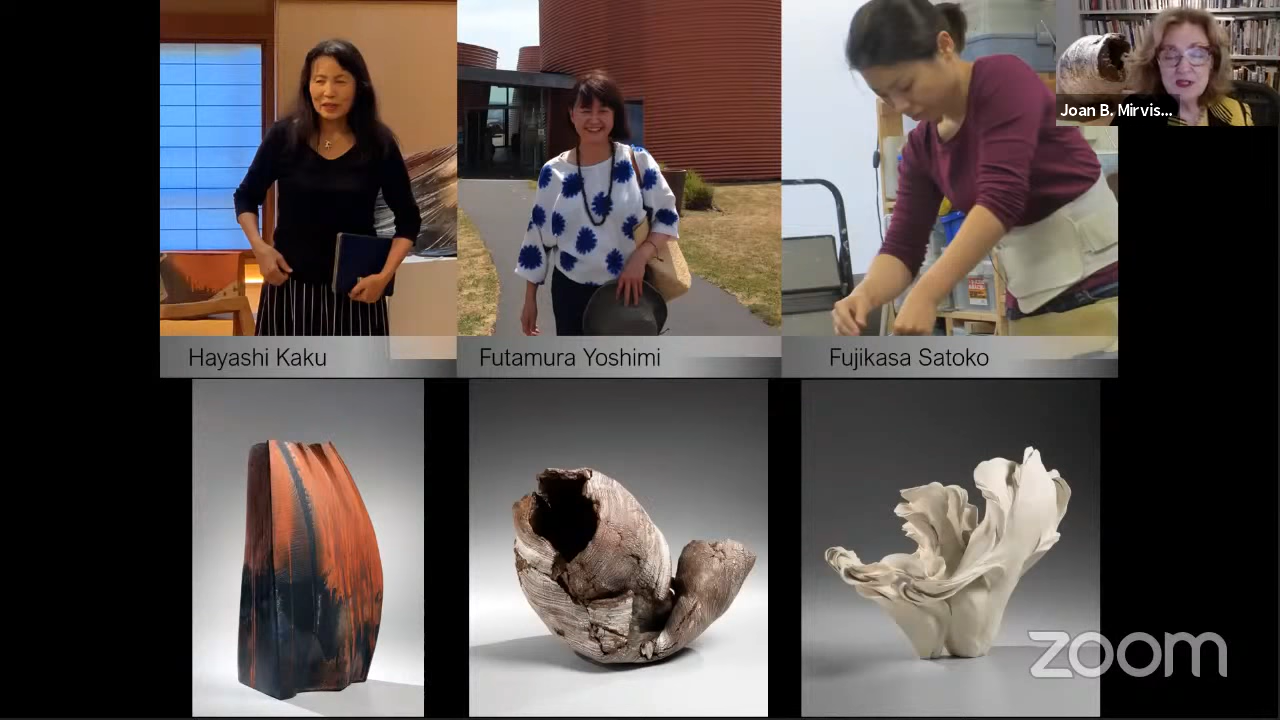 Joan B. Mirvis...
Hayashi Kaku
Futamura Yoshimi
Fujikasa Satoko
zoom